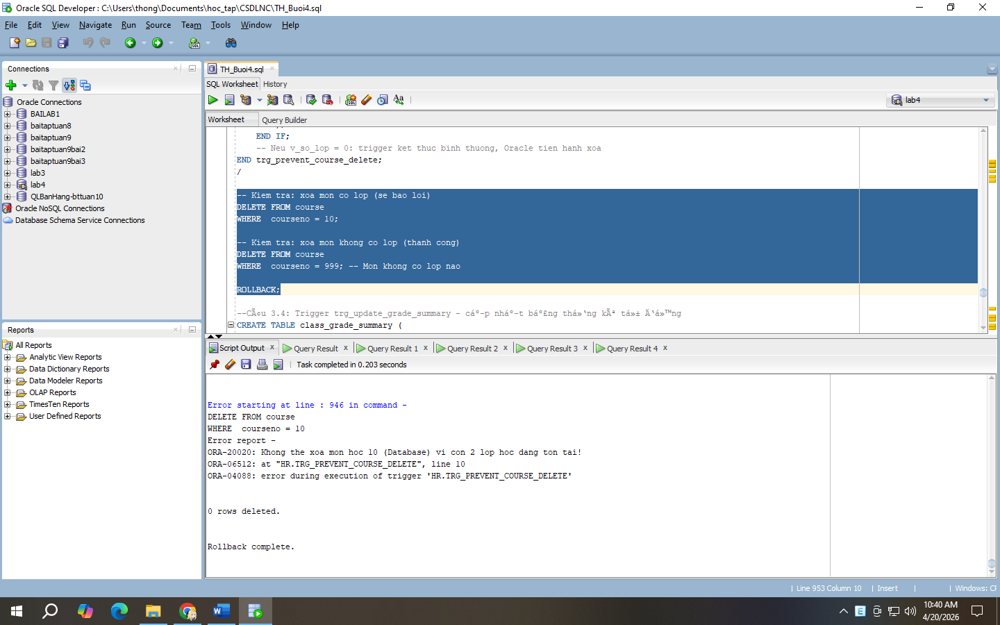 Oracle SQL Developer : C:\Users\thong\Documents\hoc_tap\CSDLNC\TH_Buoi4.sql
File Edit View Navigate Run Source Team Tools Window Help
Connections
Oracle Connections
BAILAB1
baitaptuan8
baitaptuan9
baitaptuan9bai2
baitaptuan9bai3
lab3
lab4
QLBanHang-bttuan10
Oracle NoSQL Connections
Database Schema Service Connections
Reports
All Reports
Analytic View Reports
Data Dictionary Reports
Data Modeler Reports
OLAP Reports
TimesTen Reports
User Defined Reports
TH_Buoi4.sql
SQL Worksheet History
lab4
Worksheet Query Builder
END IF;
-- Neu v_so_lop = 0: trigger ket thuc binh thuong, Oracle tien hanh xoa
END trg_prevent_course_delete;
/
-- Kiem tra: xoa mon co lop (se bao loi)
DELETE FROM course
WHERE  courseno = 10;
-- Kiem tra: xoa mon khong co lop (thanh cong)
DELETE FROM course
WHERE  courseno = 999; -- Mon khong co lop nao
ROLLBACK;
--CÃ¢u 3.4: Trigger trg_update_grade_summary - cáº­p nháº­t báº£ng thá»‘ng kÃª tá»± Ä‘á»™ng
CREATE TABLE class_grade_summary (
Script Output Query Result Query Result 1 Query Result 2 Query Result 3 Query Result 4
Task completed in 0.203 seconds
Error starting at line : 946 in command -
DELETE FROM course
WHERE  courseno = 10
Error report -
ORA-20020: Khong the xoa mon hoc 10 (Database) vi con 2 lop hoc dang ton tai!
ORA-06512: at "HR.TRG_PREVENT_COURSE_DELETE", line 10
ORA-04088: error during execution of trigger 'HR.TRG_PREVENT_COURSE_DELETE'
0 rows deleted.
Rollback complete.
Line 953 Column 10 Insert Windows: CF
10:40 AM
4/20/2026